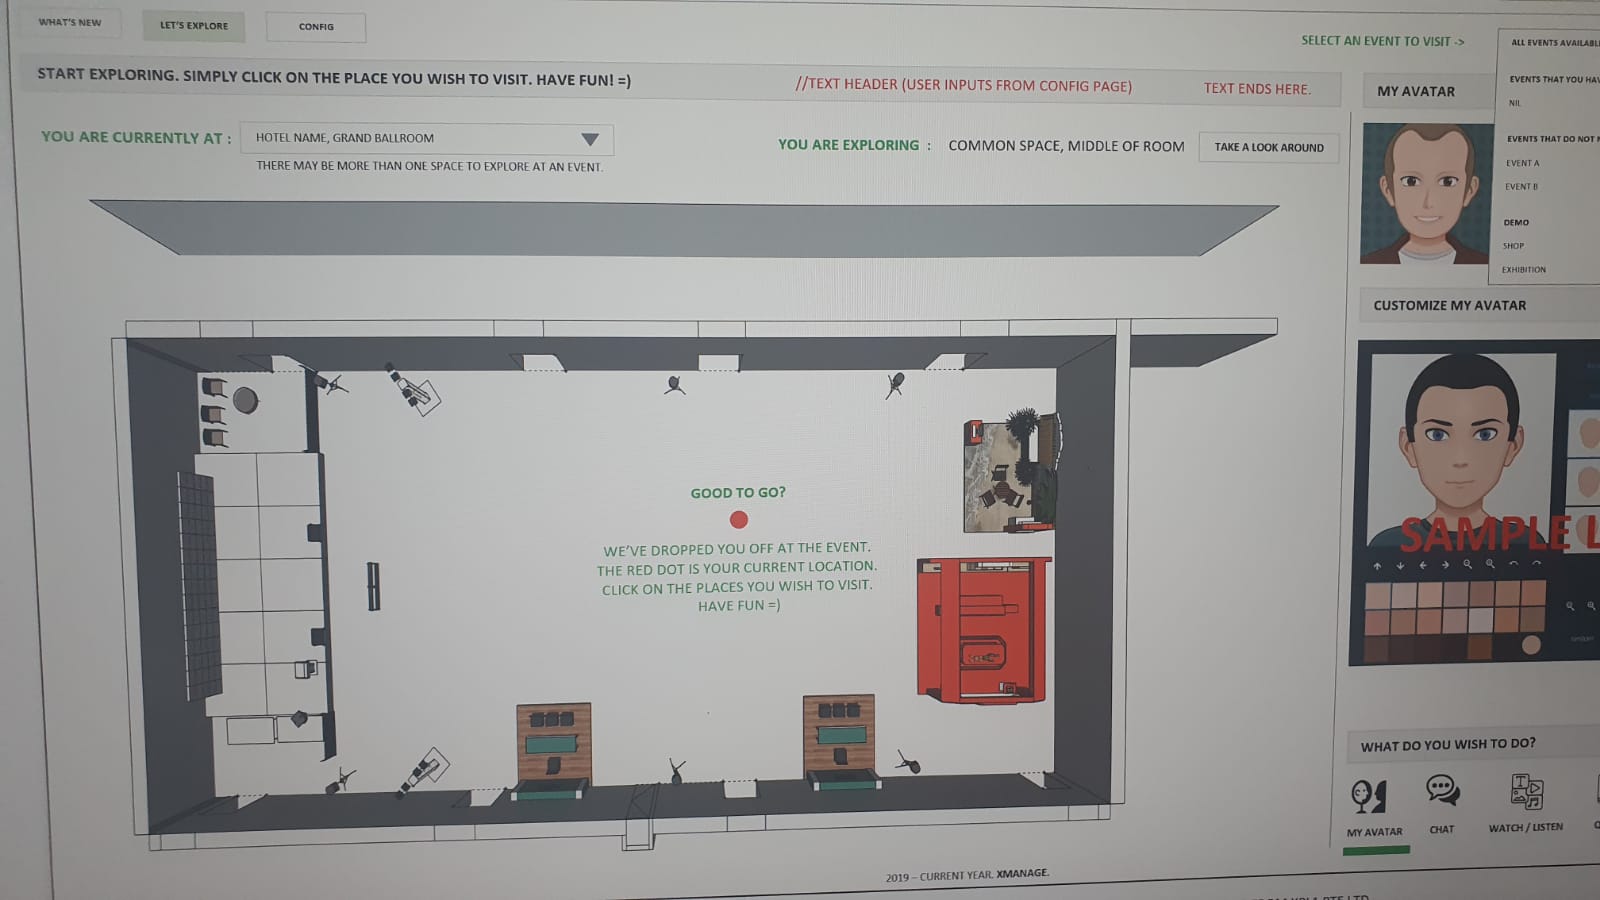 WHAT'S NEW
LET'S EXPLORE
CONFIG
SELECT AN EVENT TO VISIT ->
START EXPLORING. SIMPLY CLICK ON THE PLACE YOU WISH TO VISIT. HAVE FUN! =)
//TEXT HEADER (USER INPUTS FROM CONFIG PAGE)
TEXT ENDS HERE.
YOU ARE CURRENTLY AT :
HOTEL NAME, GRAND BALLROOM
THERE MAY BE MORE THAN ONE SPACE TO EXPLORE AT AN EVENT.
YOU ARE EXPLORING :
COMMON SPACE, MIDDLE OF ROOM
TAKE A LOOK AROUND
GOOD TO GO?
WE'VE DROPPED YOU OFF AT THE EVENT.
THE RED DOT IS YOUR CURRENT LOCATION.
CLICK ON THE PLACES YOU WISH TO VISIT.
HAVE FUN =)
2019 – CURRENT YEAR. XMANAGE.
MY AVATAR
ALL EVENTS
EVENTS THAT YOU
NIL
EVENTS THAT DO NOT
EVENT A
EVENT B
DEMO
SHOP
EXHIBITION
CUSTOMIZE MY AVATAR
SAMPLE
WHAT DO YOU WISH TO DO?
MY AVATAR
CHAT
WATCH / LISTEN
PTE LTD